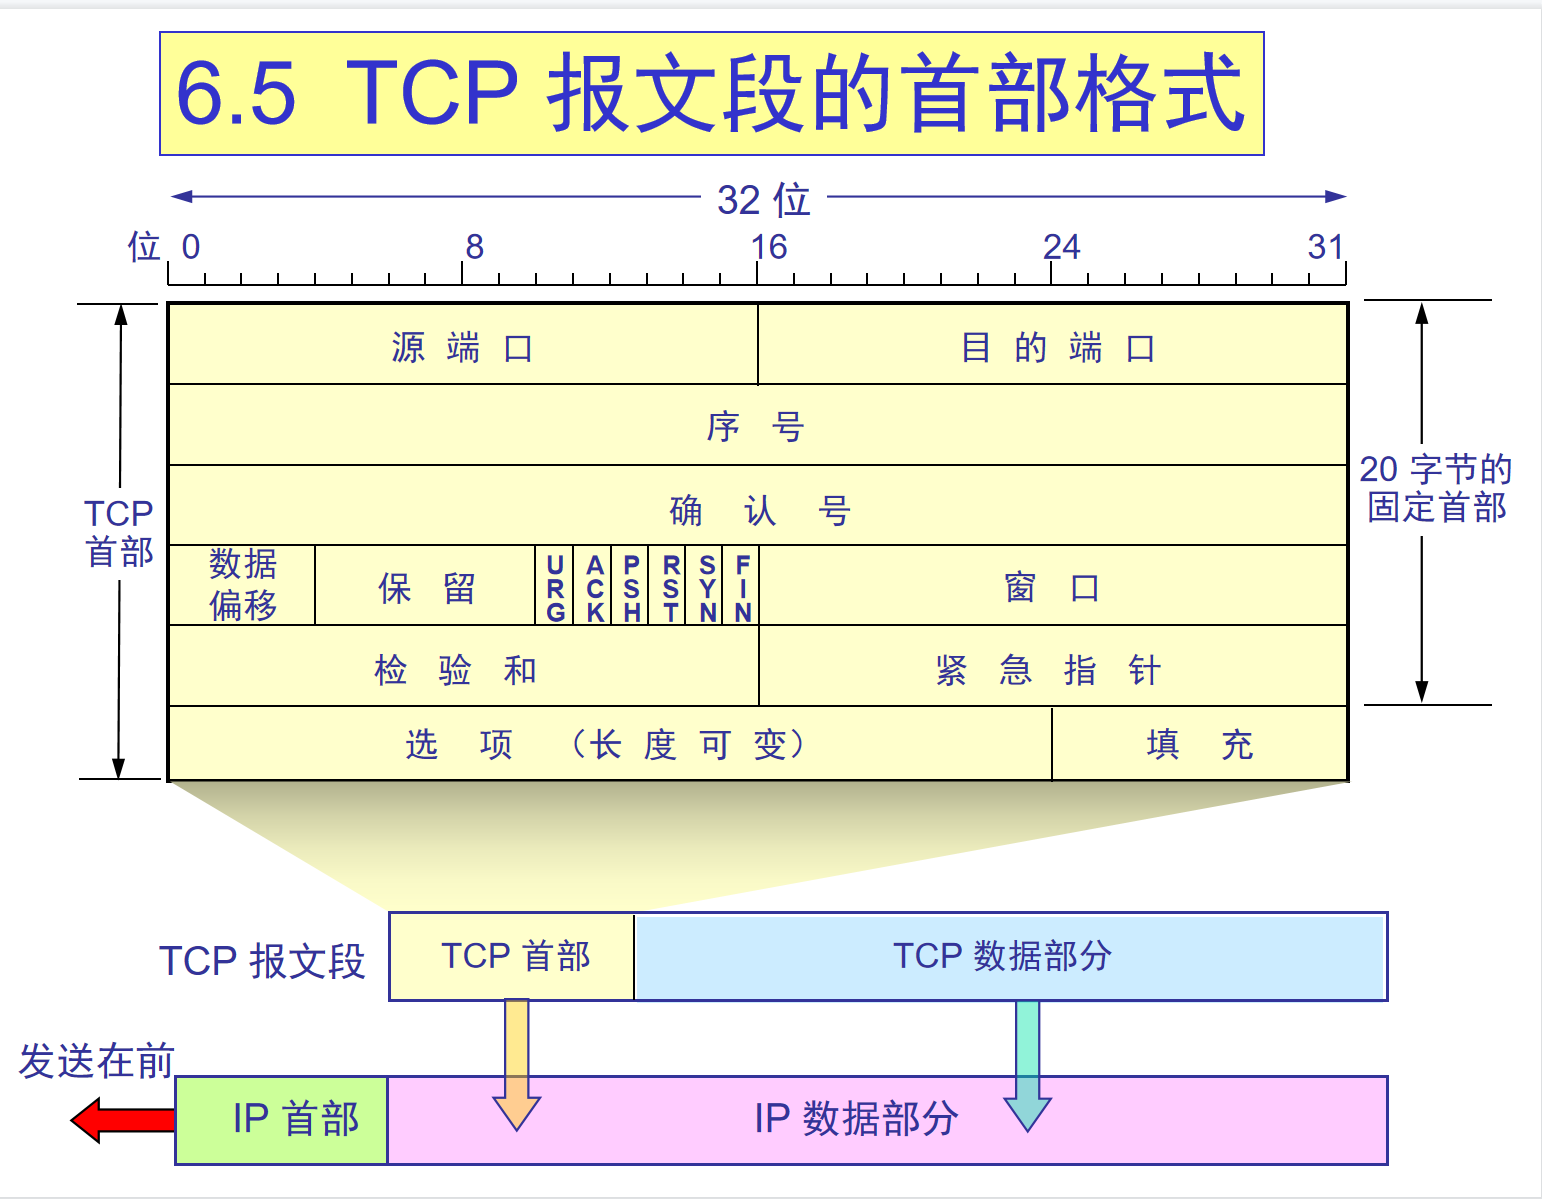 6.5 TCP 报文段的首部格式
32 位
位 0 8 16 24 31
源 端 口 目 的 端 口
序 号
确 认 号
TCP
首部
20 字节的
固定首部
数据
偏移
保 留
URG
ACK
PSH
RST
SYN
FIN
窗 口
检 验 和 紧 急 指 针
选 项 （长 度 可 变） 填 充
TCP 报文段
TCP 首部
TCP 数据部分
发送在前
IP 首部
IP 数据部分